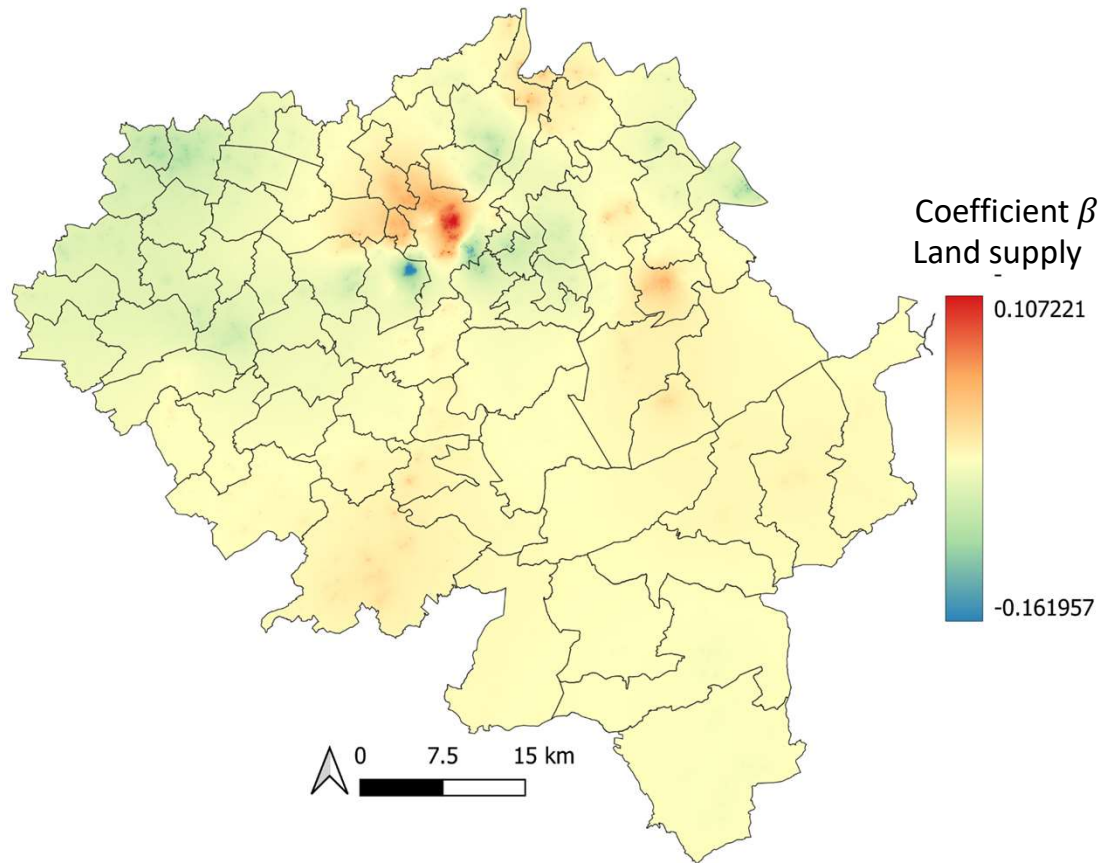 Coefficient 𝛽
Land supply
-
0.107221
-0.161957
0 7.5 15 km